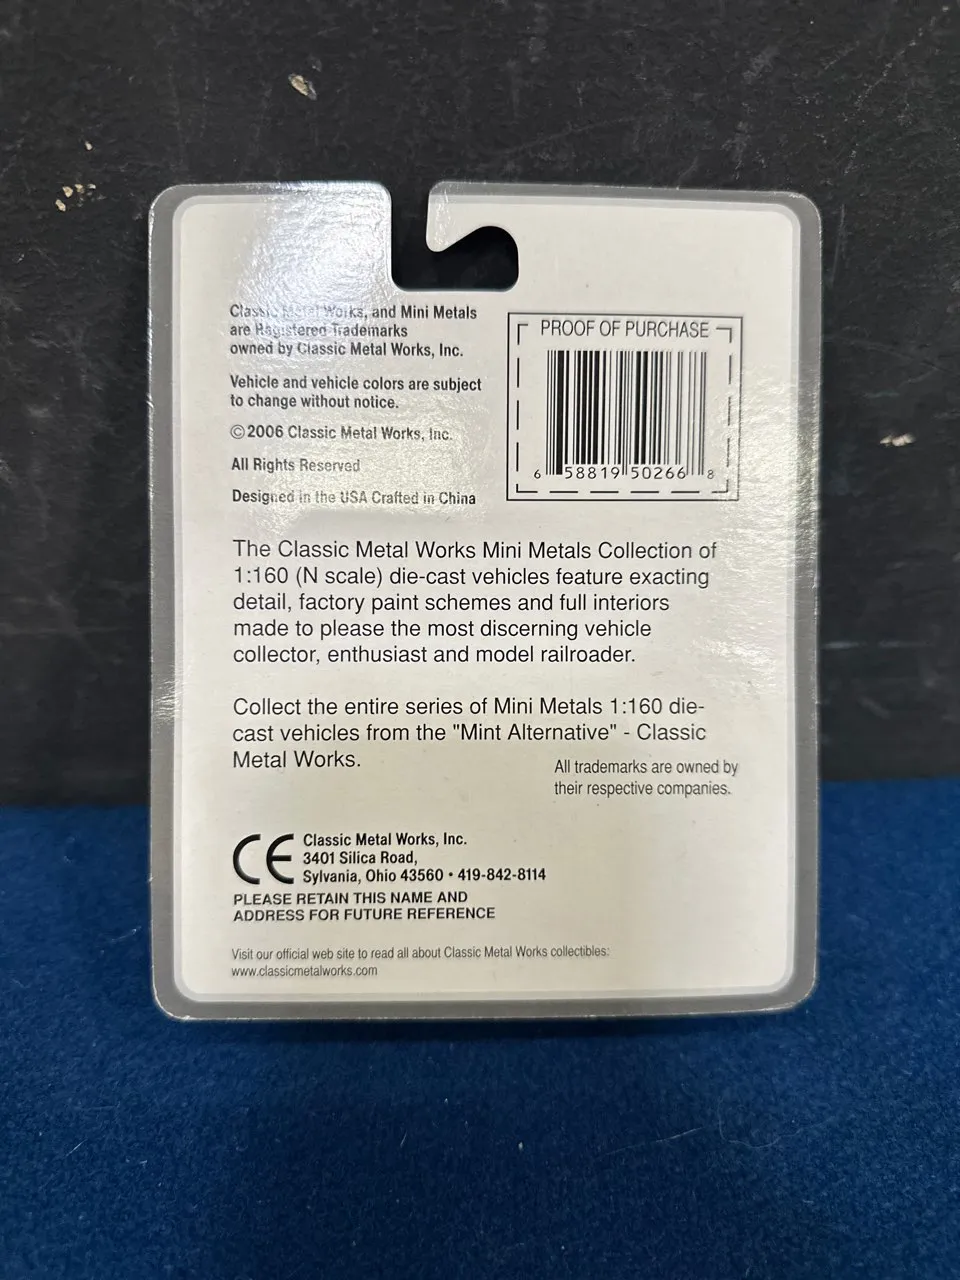 Classic Metal Works, and Mini Metals
are Registered Trademarks
owned by Classic Metal Works, Inc.
Vehicle and vehicle colors are subject
to change without notice.
©2006 Classic Metal Works, Inc.
All Rights Reserved
Designed in the USA Crafted in China
PROOF OF PURCHASE
6 58819 50266 8
The Classic Metal Works Mini Metals Collection of
1:160 (N scale) die-cast vehicles feature exacting
detail, factory paint schemes and full interiors
made to please the most discerning vehicle
collector, enthusiast and model railroader.
Collect the entire series of Mini Metals 1:160 die-
cast vehicles from the "Mint Alternative" - Classic
Metal Works.
All trademarks are owned by
their respective companies.
CE
Classic Metal Works, Inc.
3401 Silica Road,
Sylvania, Ohio 43560 • 419-842-8114
PLEASE RETAIN THIS NAME AND
ADDRESS FOR FUTURE REFERENCE
Visit our official web site to read all about Classic Metal Works collectibles:
www.classicmetalworks.com